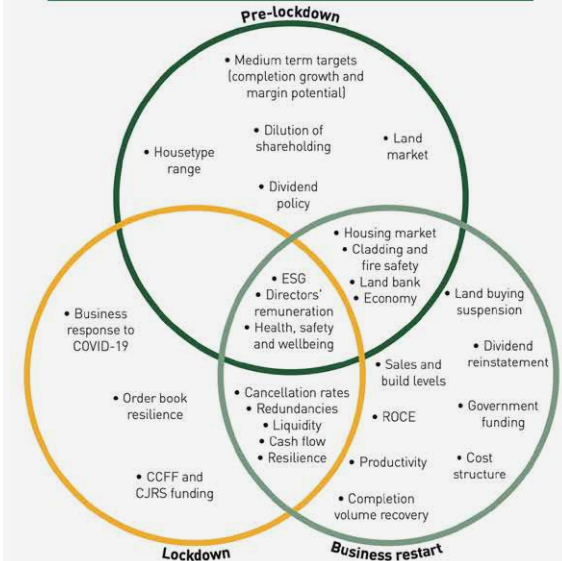 Pre-lockdown
• Medium term targets
(completion growth and
margin potential)
• Dilution of
shareholding
• Land
market
• Housetype
range
• Dividend
policy
• Housing market
• Cladding and
fire safety
• Land bank
• Economy
• ESG
• Directors'
remuneration
• Health, safety
and wellbeing
• Land buying
suspension
• Business
response to
COVID-19
• Dividend
reinstatement
• Sales and
build levels
• Cancellation rates
• Redundancies
• Liquidity
• Cash flow
• Resilience
• Order book
resilience
• Government
funding
• ROCE
• Productivity
• Cost
structure
• CCFF and
CJRS funding
• Completion
volume recovery
Lockdown
Business restart